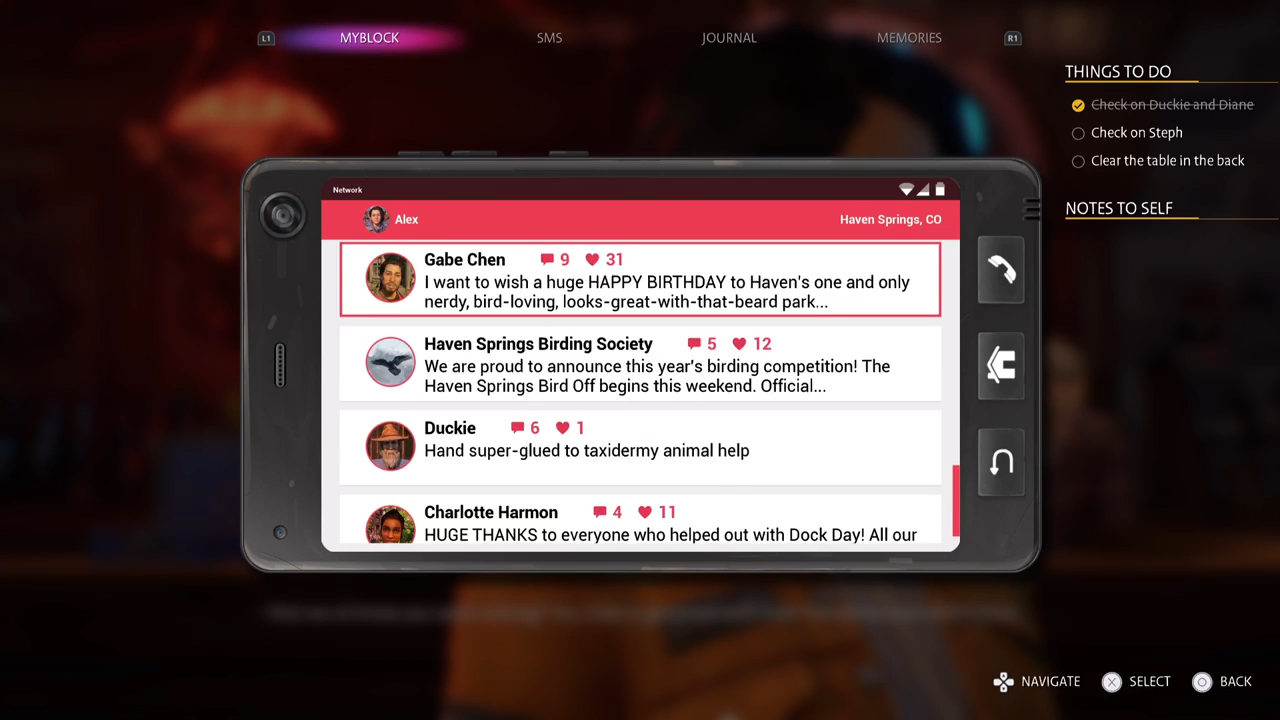 L1
MYBLOCK
SMS
JOURNAL
MEMORIES
R1
THINGS TO DO
Check on Duckie and Diane
Check on Steph
Clear the table in the back
NOTES TO SELF
Network
Alex
Haven Springs, CO
Gabe Chen 9 31
I want to wish a huge HAPPY BIRTHDAY to Haven's one and only
nerdy, bird-loving, looks-great-with-that-beard park...
Haven Springs Birding Society 5 12
We are proud to announce this year's birding competition! The
Haven Springs Bird Off begins this weekend. Official...
Duckie 6 1
Hand super-glued to taxidermy animal help
Charlotte Harmon 4 11
HUGE THANKS to everyone who helped out with Dock Day! All our
NAVIGATE
SELECT
BACK